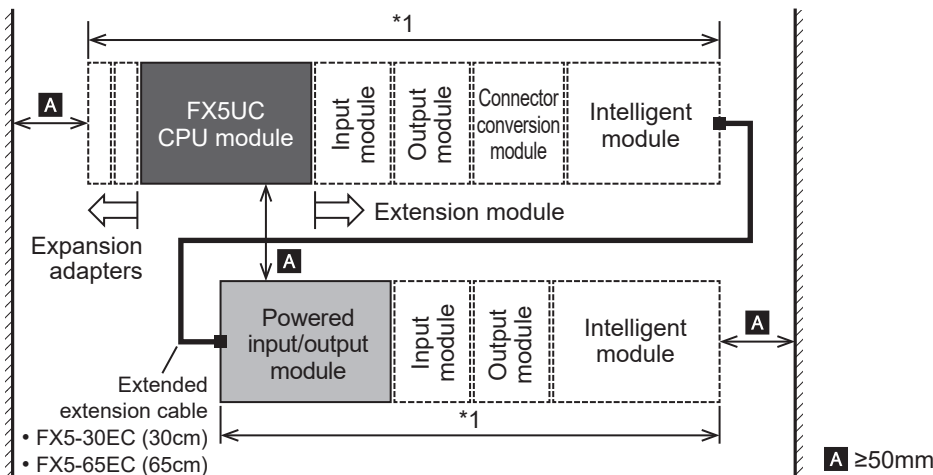 *1
A
FX5UC
CPU module
Input
module
Output
module
Connector
conversion
module
Intelligent
module
Expansion
adapters
Extension module
A
Powered
input/output
module
Input
module
Output
module
Intelligent
module
A
Extended
extension cable
• FX5-30EC (30cm)
• FX5-65EC (65cm)
*1
A ≥50mm